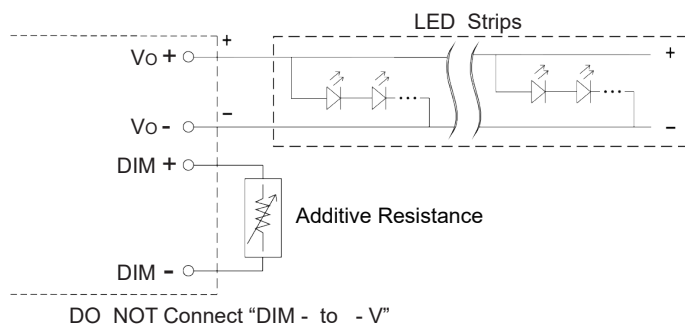 LED Strips
+
Vo +
+
Vo -
-
-
DIM +
Additive Resistance
DIM -
DO NOT Connect “DIM - to - V”